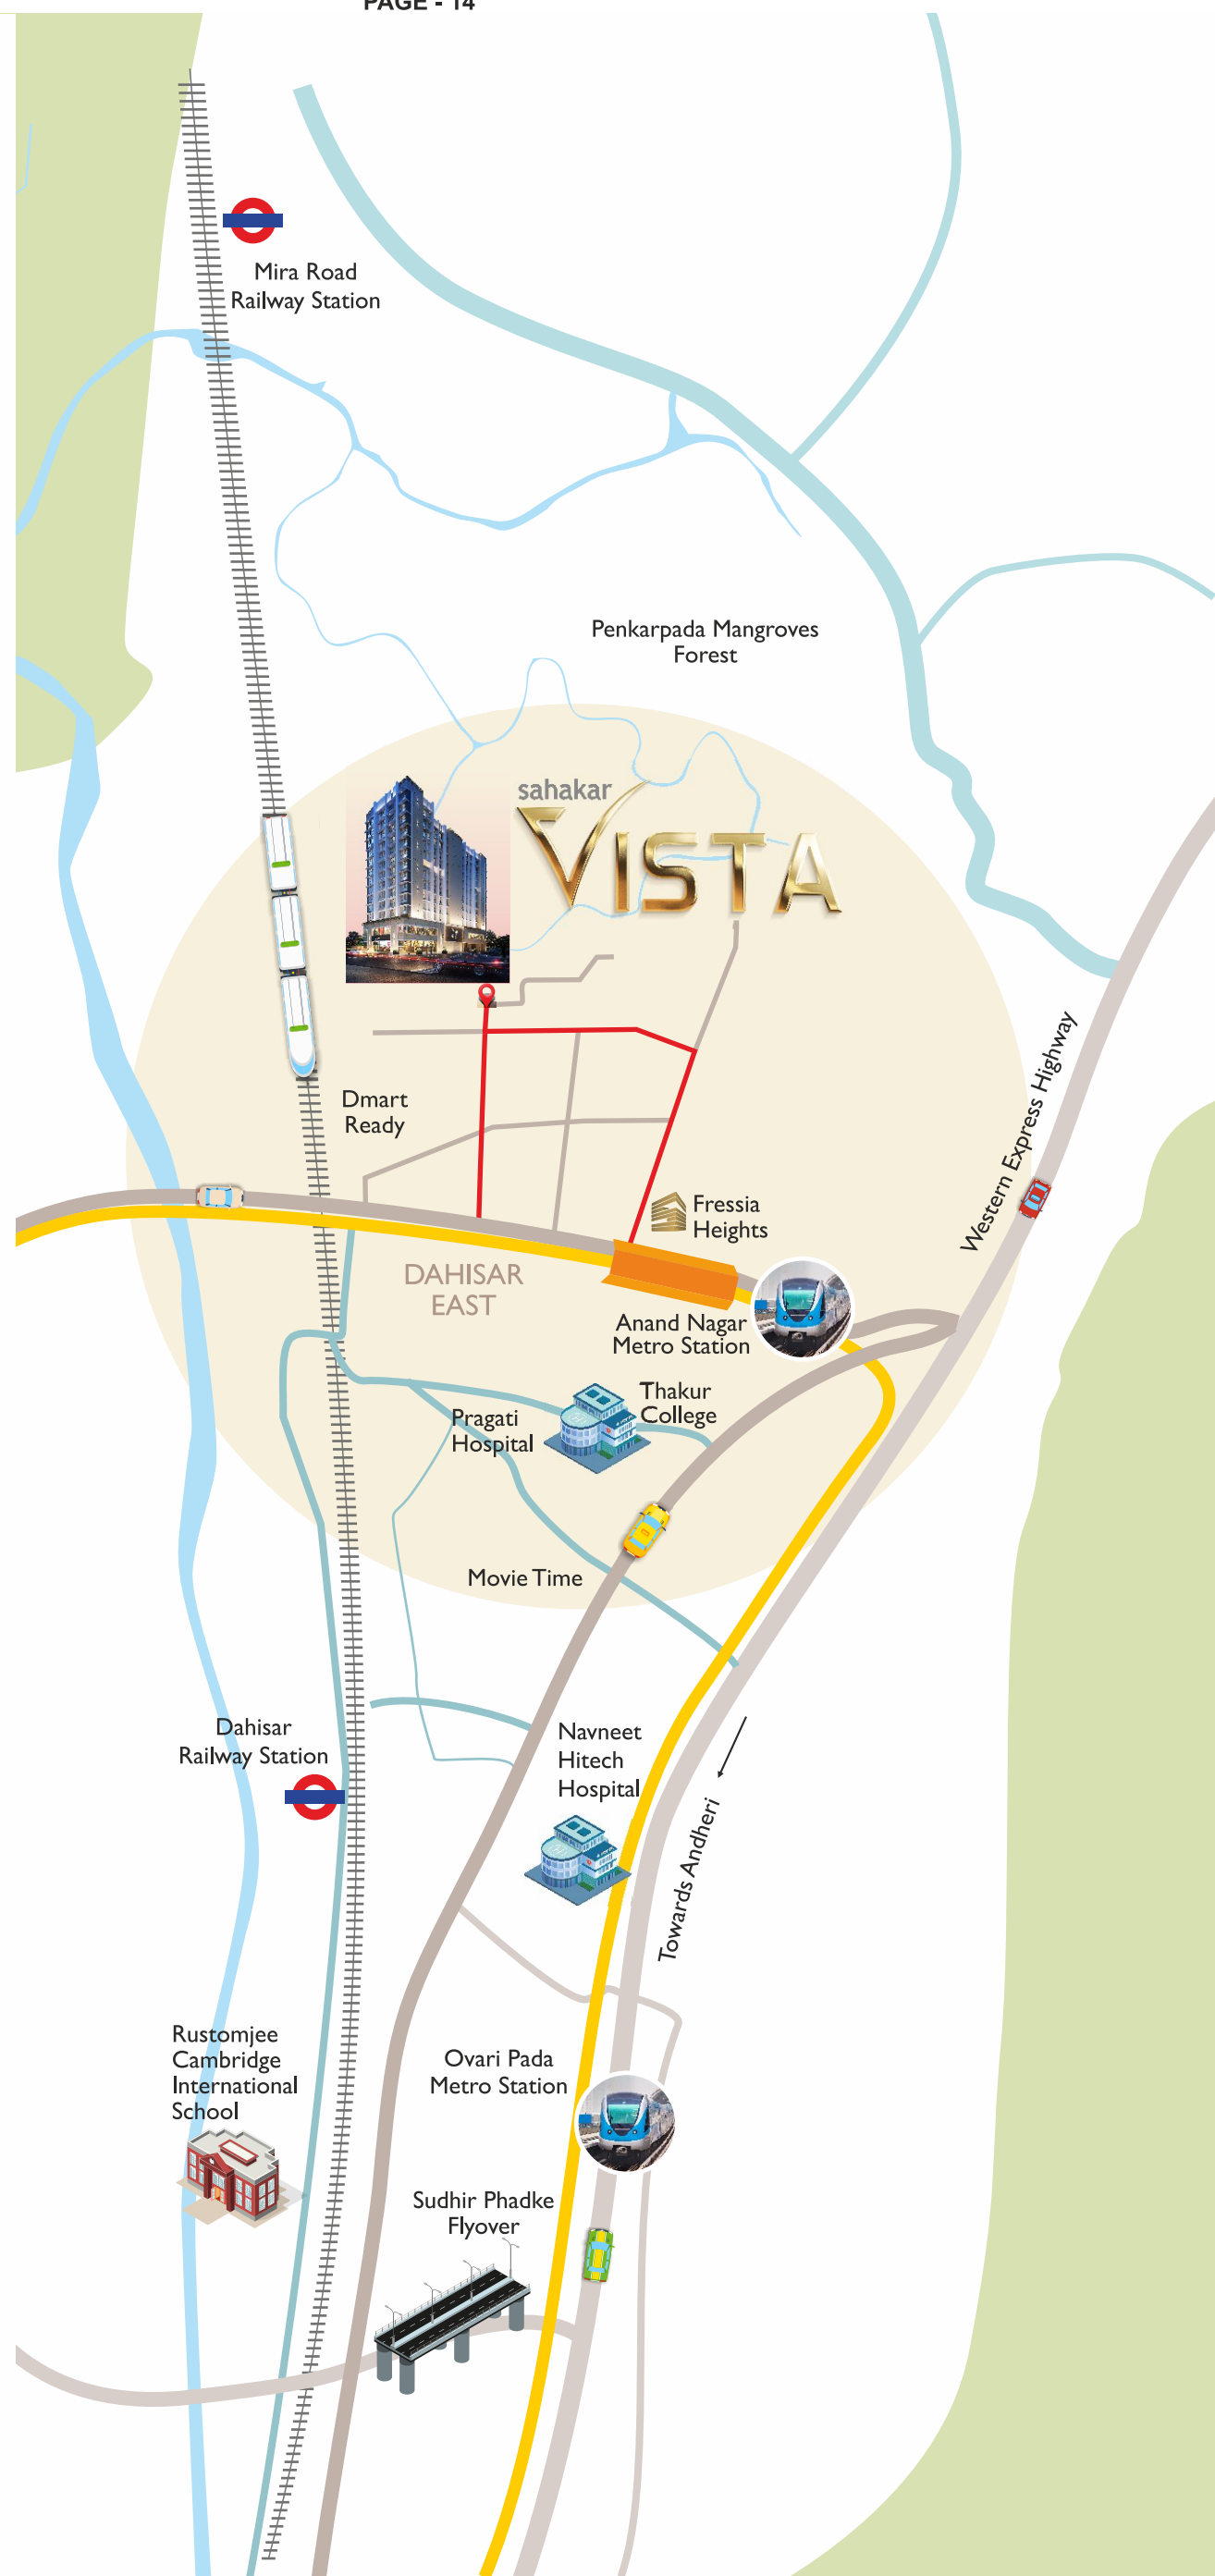 PAGE - 14
Mira Road
Railway Station
Penkarpada Mangroves
Forest
sahakar
VISTA
Western Express Highway
Dmart
Ready
Fressia
Heights
DAHISAR
EAST
Anand Nagar
Metro Station
Thakur
College
Pragati
Hospital
Movie Time
Dahisar
Railway Station
Navneet
Hitech
Hospital
Towards Andheri
Rustomjee
Cambridge
International
School
Ovari Pada
Metro Station
Sudhir Phadke
Flyover